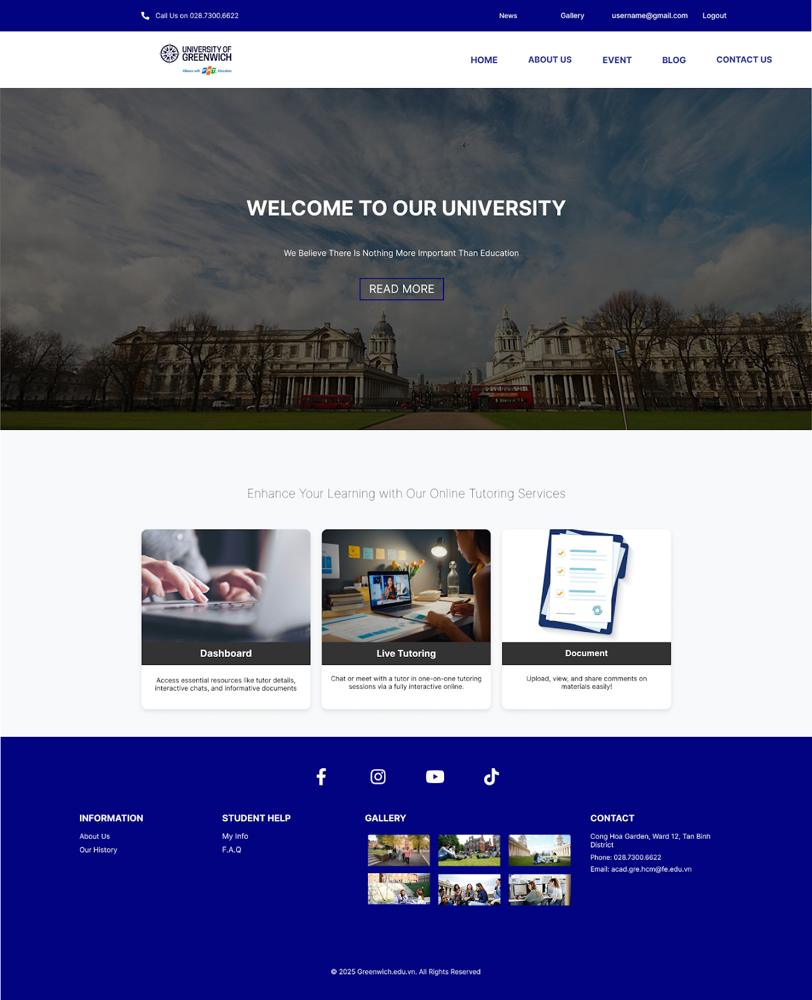 Call Us on 028.7300.6622
News
Gallery
username@gmail.com
Logout
UNIVERSITY OF
GREENWICH
Alliance with FPT. Education
HOME
ABOUT US
EVENT
BLOG
CONTACT US
WELCOME TO OUR UNIVERSITY
We Believe There Is Nothing More Important Than Education
READ MORE
Enhance Your Learning with Our Online Tutoring Services
Dashboard
Access essential resources like tutor details,
interactive chats, and informative documents
Live Tutoring
Chat or meet with a tutor in one-on-one tutoring
sessions via a fully interactive online.
Document
Upload, view, and share comments on
materials easily!
INFORMATION
About Us
Our History
STUDENT HELP
My Info
F.A.Q
GALLERY
CONTACT
Cong Hoa Garden, Ward 12, Tan Binh
District
Phone: 028.7300.6622
Email: acad.gre.hcm@fe.edu.vn
© 2025 Greenwich.edu.vn. All Rights Reserved